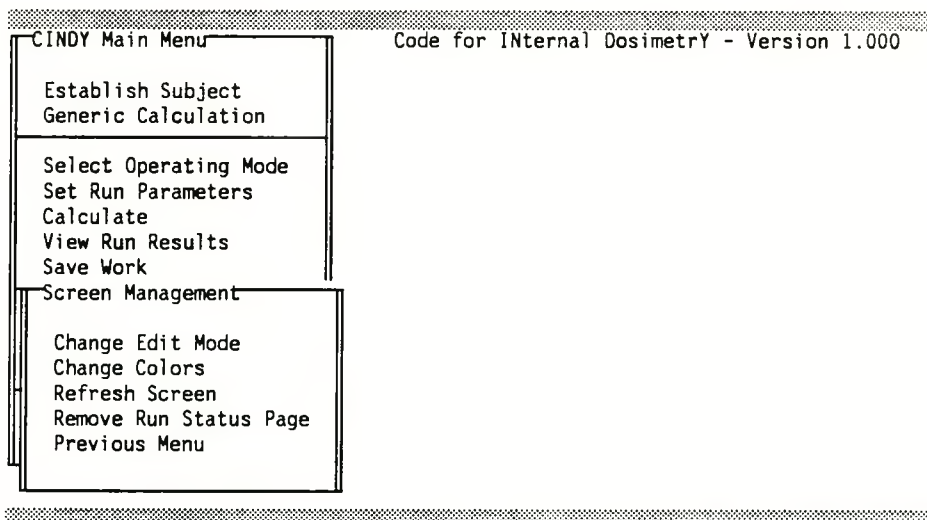 CINDY Main Menu Code for INternal DosimetrY - Version 1.000
Establish Subject
Generic Calculation
Select Operating Mode
Set Run Parameters
Calculate
View Run Results
Save Work
Screen Management
Change Edit Mode
Change Colors
Refresh Screen
Remove Run Status Page
Previous Menu